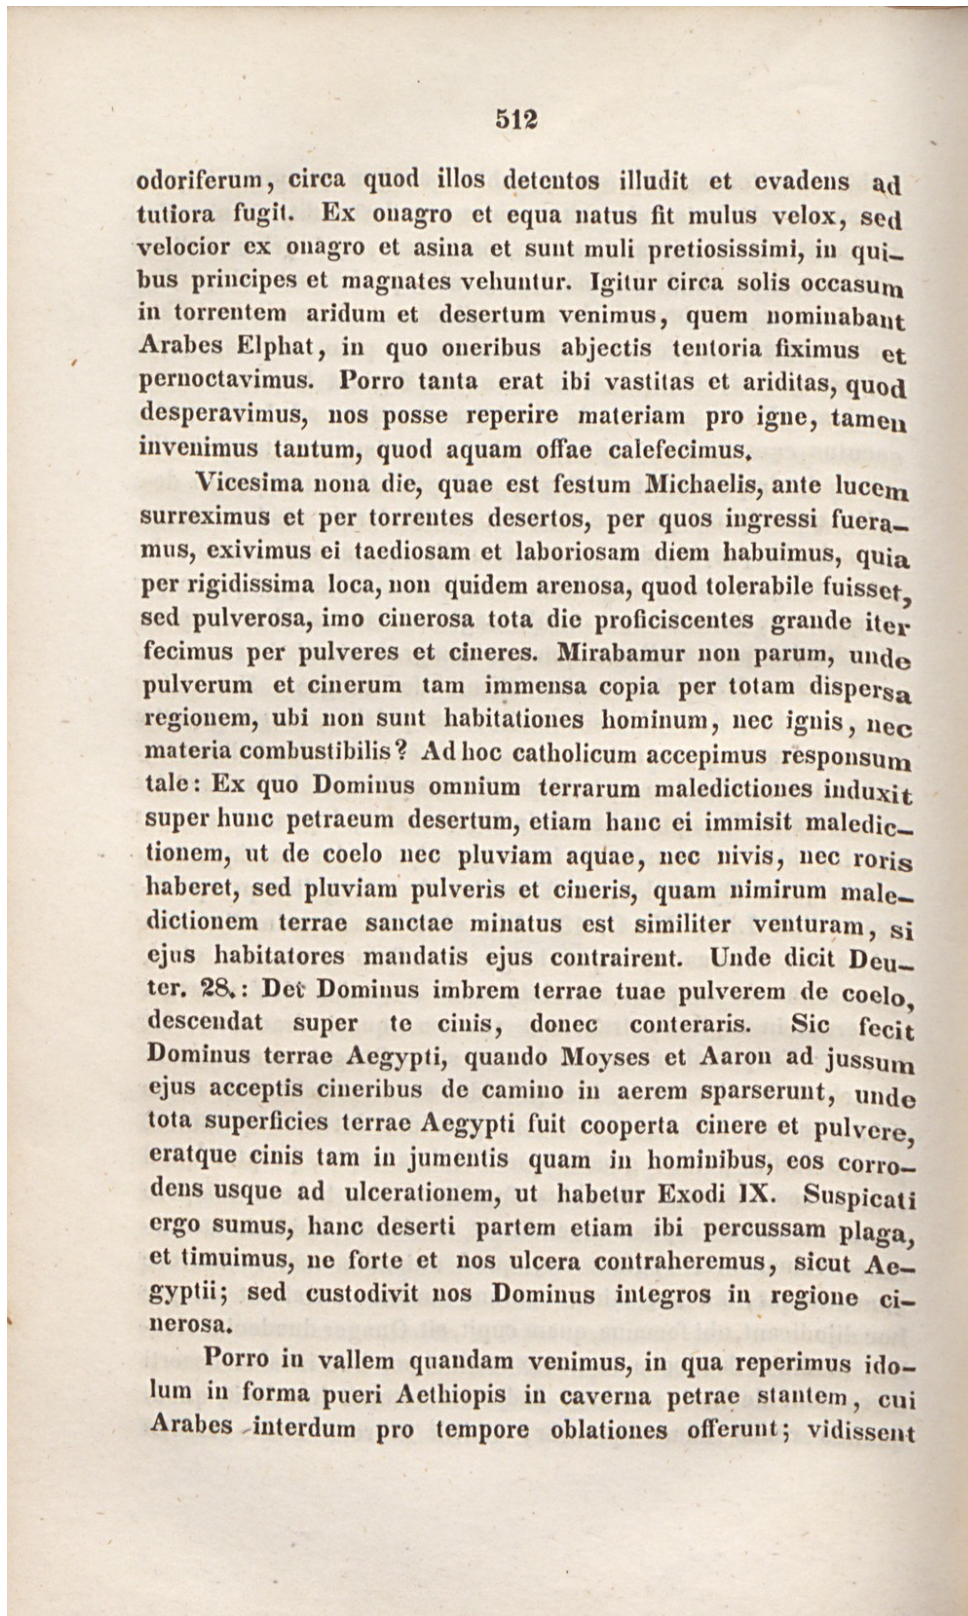 512
odoriferum, circa quod illos detentos illudit et evadens ad
tutiora fugit. Ex onagro et equa natus fit mulus velox, sed
velocior ex onagro et asina et sunt muli pretiosissimi, in qui-
bus principes et magnates vehuntur. Igitur circa solis occasum
in torrentem aridum et desertum venimus, quem nominabant
Arabes Elphat, in quo oneribus abjectis tentoria fiximus et
pernoctavimus. Porro tanta erat ibi vastitas et ariditas, quod
desperavimus, nos posse reperire materiam pro igne, tamen
invenimus tantum, quod aquam offae calefecimus.
Vicesima nona die, quae est festum Michaelis, ante lucem
surreximus et per torrentes desertos, per quos ingressi fuera-
mus, exivimus ei taediosam et laboriosam diem habuimus, quia
per rigidissima loca, non quidem arenosa, quod tolerabile fuisset,
sed pulverosa, imo cinerosa tota die proficiscentes grande iter
fecimus per pulveres et cineres. Mirabamur non parum, unde
pulverum et cinerum tam immensa copia per totam dispersa
regionem, ubi non sunt habitationes hominum, nec ignis, nec
materia combustibilis? Ad hoc catholicum accepimus responsum
tale: Ex quo Dominus omnium terrarum maledictiones induxit
super hunc petraeum desertum, etiam hanc ei immisit maledic-
tionem, ut de coelo nec pluviam aquae, nec nivis, nec roris
haberet, sed pluviam pulveris et cineris, quam nimirum male-
dictionem terrae sanctae minatus est similiter venturam, si
ejus habitatores mandatis ejus contrairent. Unde dicit Deu-
ter. 28.: Det Dominus imbrem terrae tuae pulverem de coelo,
descendat super te cinis, donec conteraris. Sic fecit
Dominus terrae Aegypti, quando Moyses et Aaron ad jussum
ejus acceptis cineribus de camino in aerem sparserunt, unde
tota superficies terrae Aegypti fuit cooperta cinere et pulvere,
eratque cinis tam in jumentis quam in hominibus, eos corro-
dens usque ad ulcerationem, ut habetur Exodi IX. Suspicati
ergo sumus, hanc deserti partem etiam ibi percussam plaga,
et timuimus, ne forte et nos ulcera contraheremus, sicut Ae-
gyptii; sed custodivit nos Dominus integros in regione ci-
nerosa.
Porro in vallem quandam venimus, in qua reperimus ido-
lum in forma pueri Aethiopis in caverna petrae stantem, cui
Arabes interdum pro tempore oblationes offerunt; vidissent